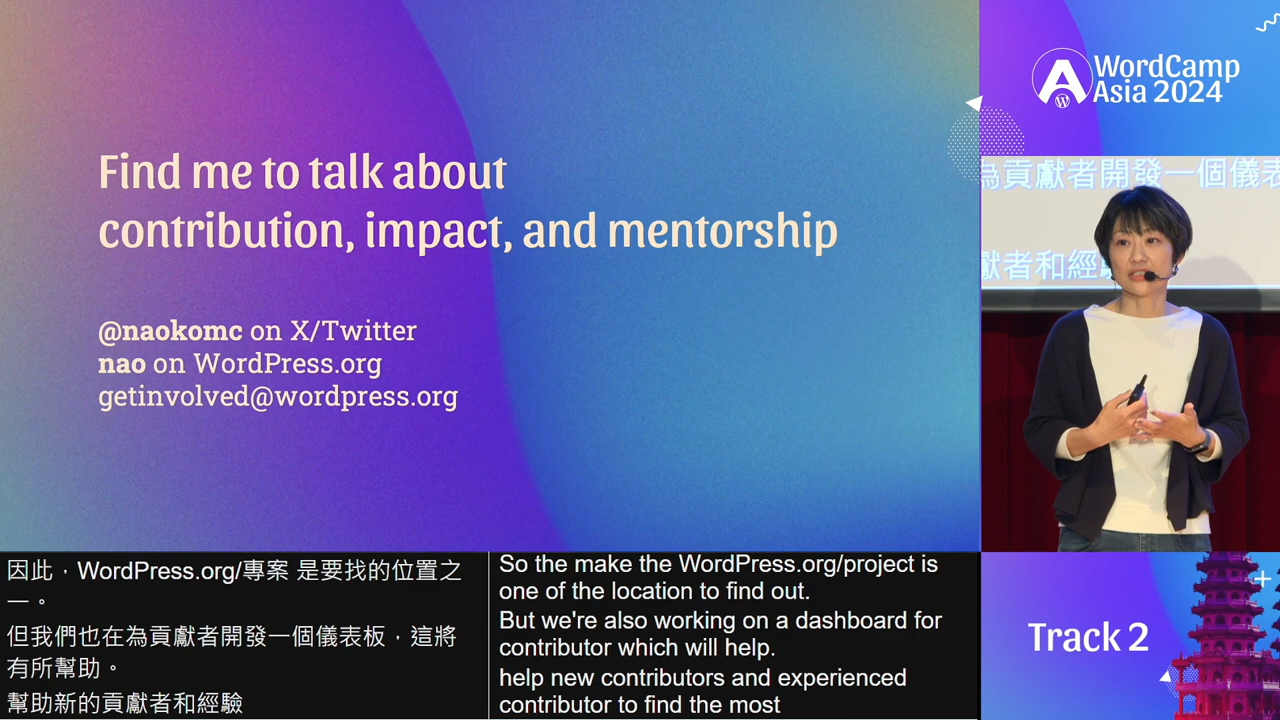 Find me to talk about
contribution, impact, and mentorship
@naokomc on X/Twitter
nao on WordPress.org
getinvolved@wordpress.org
WordCamp
Asia 2024
為貢獻者開發一個儀表
獻者和經驗
Track 2
因此，WordPress.org/專案 是要找的位置之
一。
但我們也在為貢獻者開發一個儀表板，這將
有所幫助。
幫助新的貢獻者和經驗
So the make the WordPress.org/project is
one of the location to find out.
But we're also working on a dashboard for
contributor which will help.
help new contributors and experienced
contributor to find the most